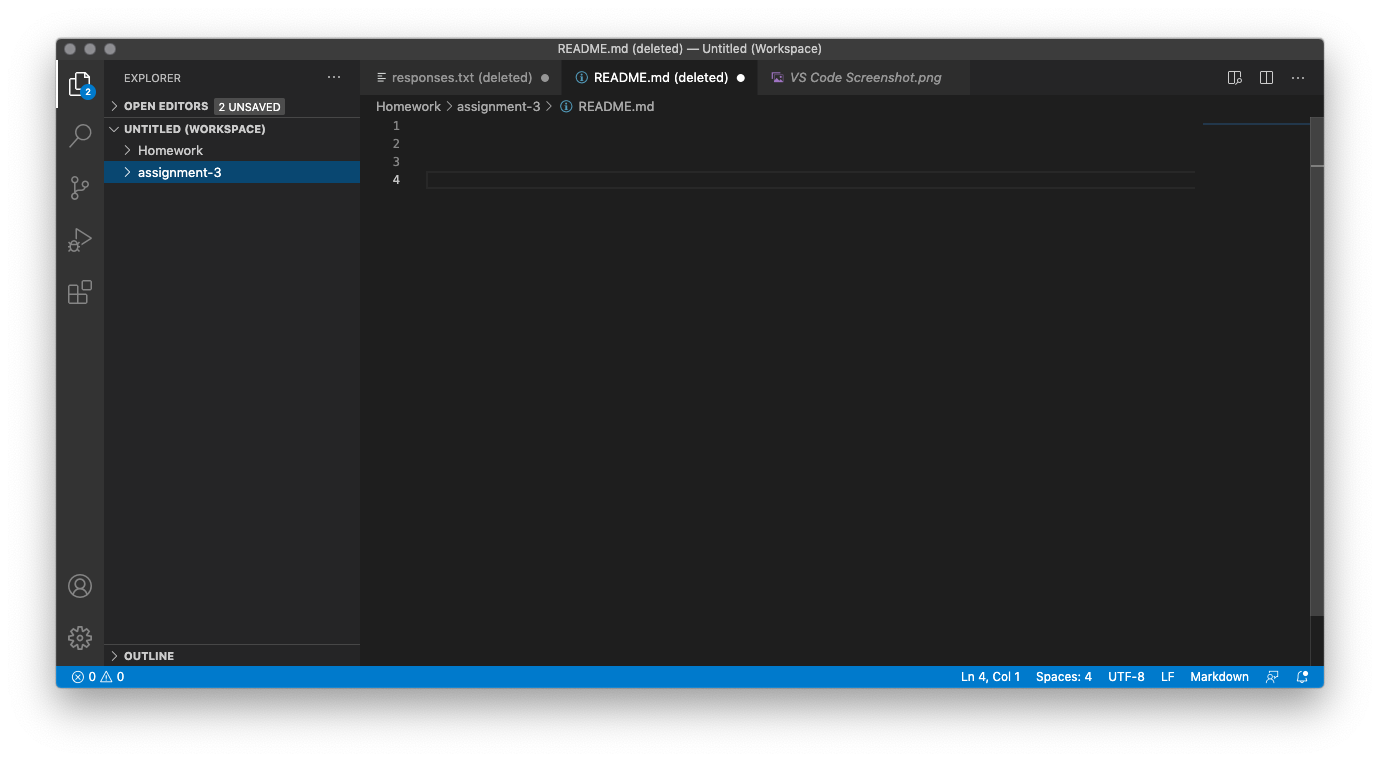 README.md (deleted) — Untitled (Workspace)
EXPLORER ···
2
OPEN EDITORS 2 UNSAVED
UNTITLED (WORKSPACE)
Homework
assignment-3
OUTLINE
responses.txt (deleted) README.md (deleted) VS Code Screenshot.png
Homework > assignment-3 > README.md
1
2
3
4
0 0 Ln 4, Col 1 Spaces: 4 UTF-8 LF Markdown